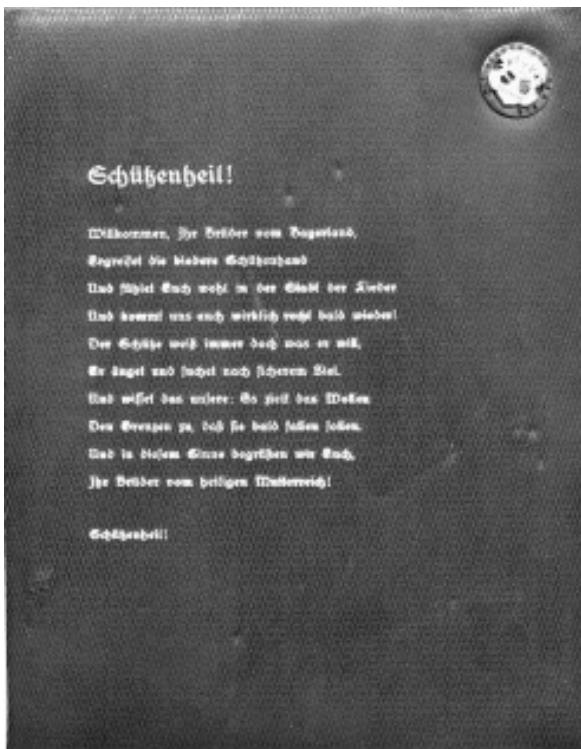 Schützenheil!
Willkommen, Ihr Brüder vom Bayerland,
Ergreifet die biedere Schützenhand
Und fühlet Euch wohl in der Stadt der Lieder
Und kommt uns auch wirklich recht bald wieder!
Der Schütze weiß immer doch was er will,
Er äuget und suchet nach sicherem Ziel.
Und wisset das unsere: Es zielt das Wollen
Den Grenzen zu, daß sie bald fallen sollen.
Und in diesem Sinne begrüßen wir Euch,
Ihr Brüder vom heiligen Mutterreich!
Schützenheil!